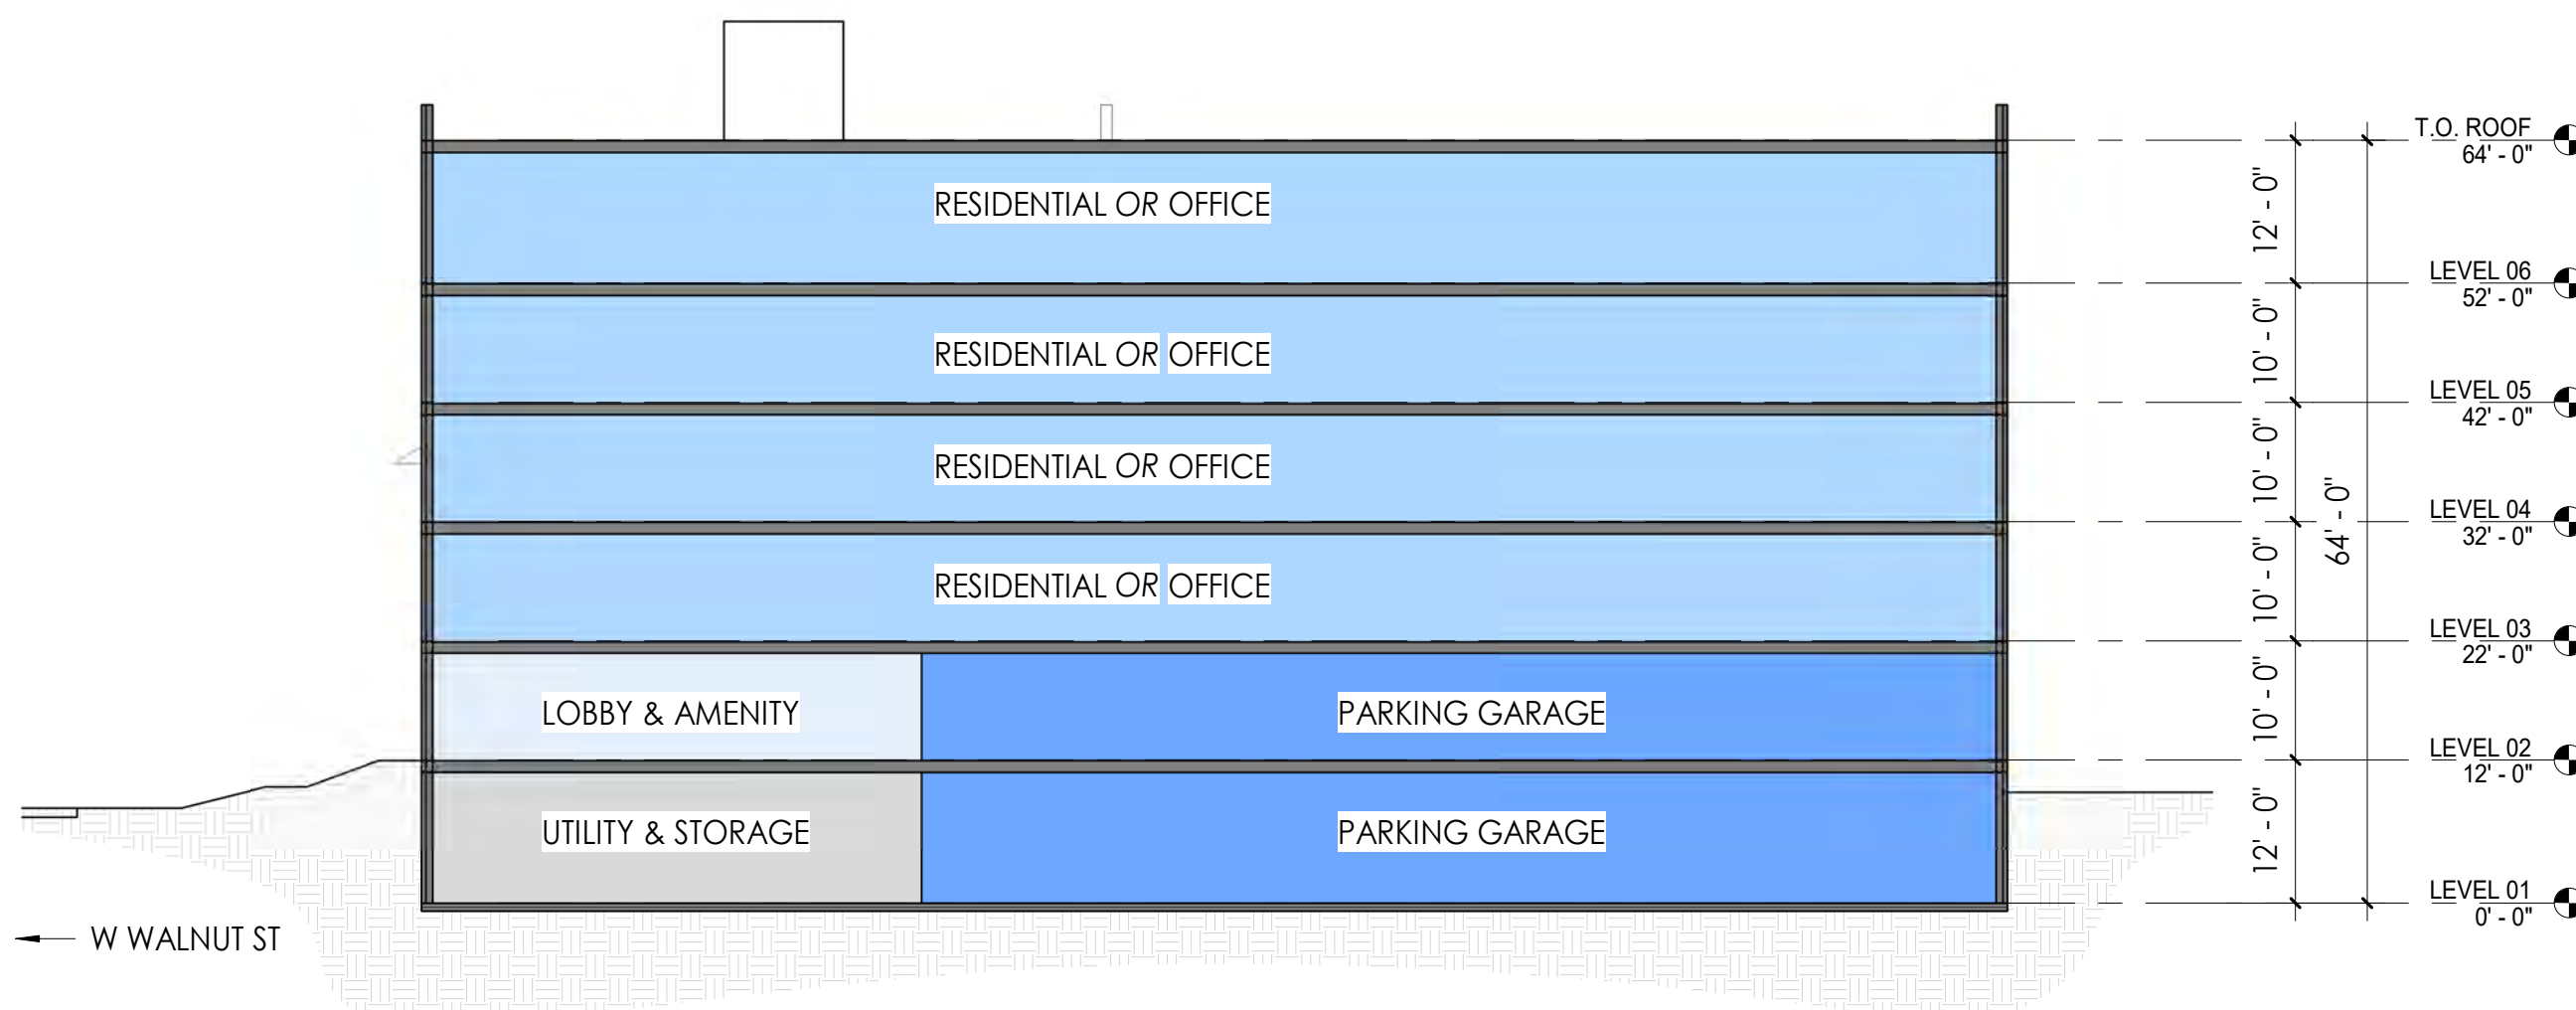 T.O. ROOF
64' - 0"
12' - 0"
RESIDENTIAL OR OFFICE
LEVEL 06
52' - 0"
10' - 0"
RESIDENTIAL OR OFFICE
LEVEL 05
42' - 0"
10' - 0"
RESIDENTIAL OR OFFICE
64' - 0"
LEVEL 04
32' - 0"
10' - 0"
RESIDENTIAL OR OFFICE
LEVEL 03
22' - 0"
10' - 0"
LOBBY & AMENITY
PARKING GARAGE
LEVEL 02
12' - 0"
12' - 0"
UTILITY & STORAGE
PARKING GARAGE
LEVEL 01
0' - 0"
W WALNUT ST